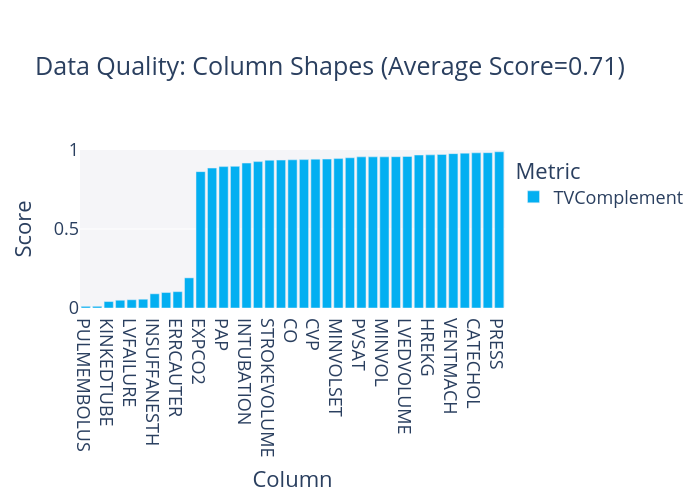 Data Quality: Column Shapes (Average Score=0.71)
Metric
TVComplement
Score
1
0.5
0
PULMEMBOLUS
KINKEDTUBE
LVFAILURE
INSUFFANESTH
ERRCAUTER
EXPCO2
PAP
INTUBATION
STROKEVOLUME
CO
CVP
MINVOLSET
PVSAT
MINVOL
LVEDVOLUME
HREKG
VENTMACH
CATECHOL
PRESS
Column